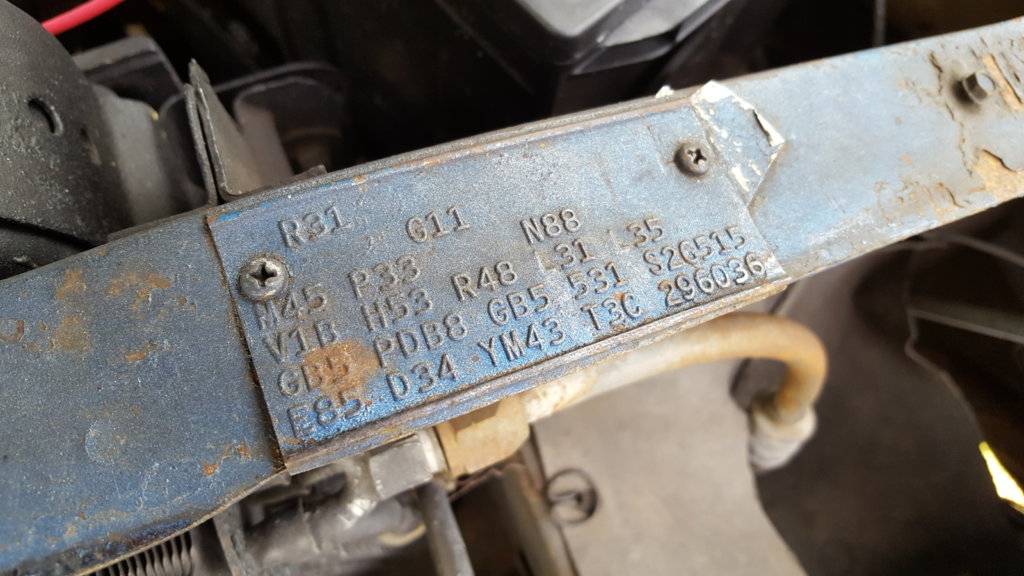 R31
G11
M45 P33 N88
V1B H53 R48 L31 L35
GB5 PDB8 GB5 531 S2G515
E85 D34 YM43 T3C 296036